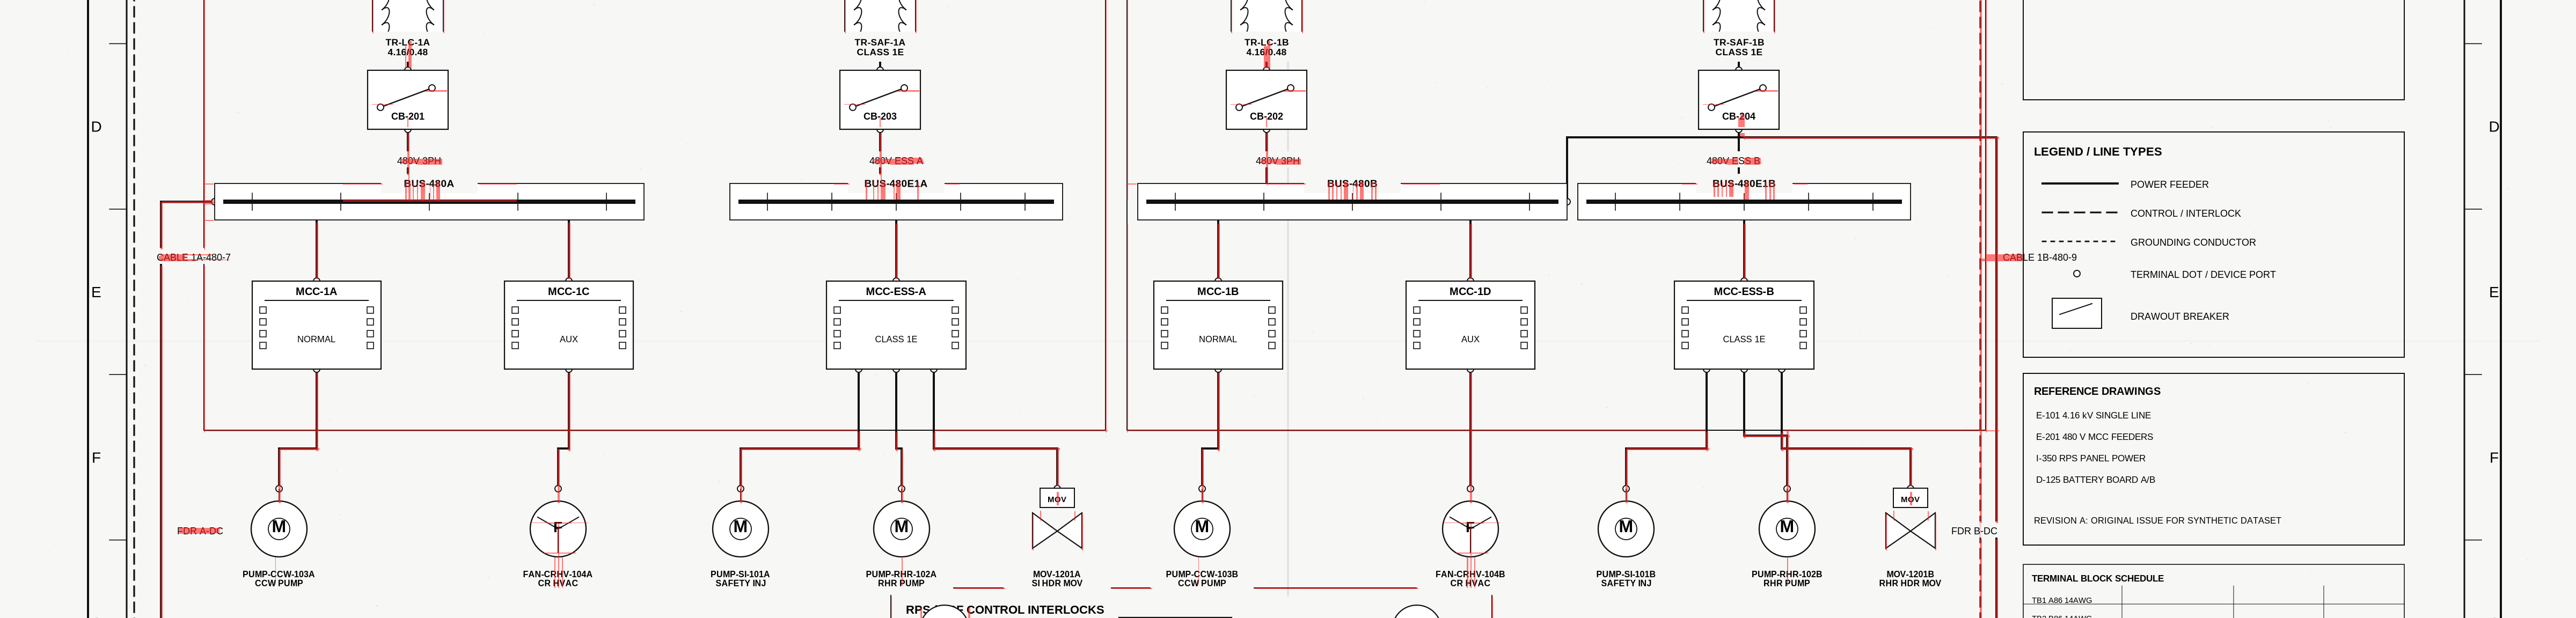 TR-LC-1A
4.16/0.48
TR-SAF-1A
CLASS 1E
TR-LC-1B
4.16/0.48
TR-SAF-1B
CLASS 1E
D
CB-201
CB-203
CB-202
CB-204
D
480V 3PH
480V ESS A
480V 3PH
480V ESS B
BUS-480A
BUS-480E1A
BUS-480B
BUS-480E1B
LEGEND / LINE TYPES
POWER FEEDER
CONTROL / INTERLOCK
GROUNDING CONDUCTOR
TERMINAL DOT / DEVICE PORT
DRAWOUT BREAKER
CABLE 1A-480-7
CABLE 1B-480-9
E
MCC-1A
NORMAL
MCC-1C
AUX
MCC-ESS-A
CLASS 1E
MCC-1B
NORMAL
MCC-1D
AUX
MCC-ESS-B
CLASS 1E
E
REFERENCE DRAWINGS
E-101 4.16 kV SINGLE LINE
E-201 480 V MCC FEEDERS
I-350 RPS PANEL POWER
D-125 BATTERY BOARD A/B
REVISION A: ORIGINAL ISSUE FOR SYNTHETIC DATASET
F
F
MOV
MOV
FDR A-DC
M
F
M
M
M
F
M
M
FDR B-DC
PUMP-CCW-103A
CCW PUMP
FAN-CRHV-104A
CR HVAC
PUMP-SI-101A
SAFETY INJ
PUMP-RHR-102A
RHR PUMP
MOV-1201A
SI HDR MOV
PUMP-CCW-103B
CCW PUMP
FAN-CRHV-104B
CR HVAC
PUMP-SI-101B
SAFETY INJ
PUMP-RHR-102B
RHR PUMP
MOV-1201B
RHR HDR MOV
TERMINAL BLOCK SCHEDULE
TB1 A86 14AWG
CONTROL INTERLOCKS